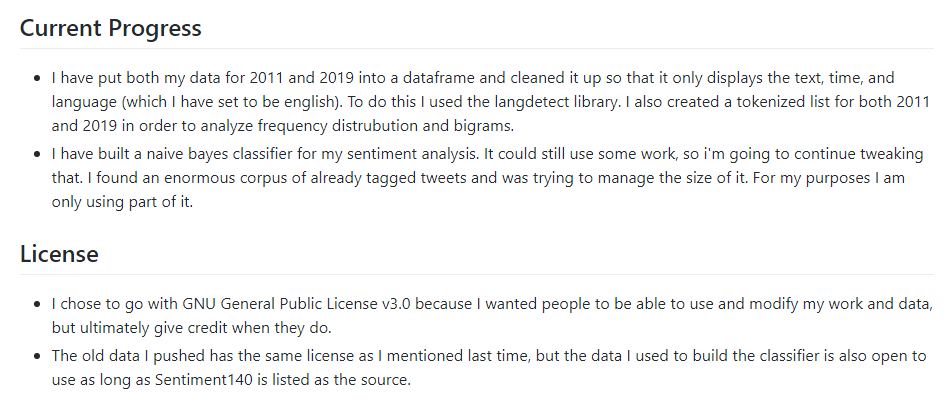 Current Progress
I have put both my data for 2011 and 2019 into a dataframe and cleaned it up so that it only displays the text, time, and
language (which I have set to be english). To do this I used the langdetect library. I also created a tokenized list for both 2011
and 2019 in order to analyze frequency distrubution and bigrams.
I have built a naive bayes classifier for my sentiment analysis. It could still use some work, so i'm going to continue tweaking
that. I found an enormous corpus of already tagged tweets and was trying to manage the size of it. For my purposes I am
only using part of it.
License
I chose to go with GNU General Public License v3.0 because I wanted people to be able to use and modify my work and data,
but ultimately give credit when they do.
The old data I pushed has the same license as I mentioned last time, but the data I used to build the classifier is also open to
use as long as Sentiment140 is listed as the source.